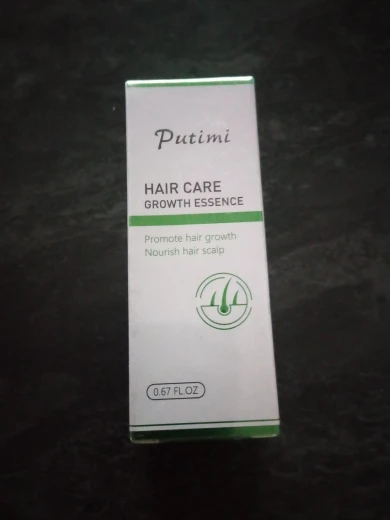 Putimi
HAIR CARE
GROWTH ESSENCE
Promote hair growth
Nourish hair scalp
0.67 FL.OZ